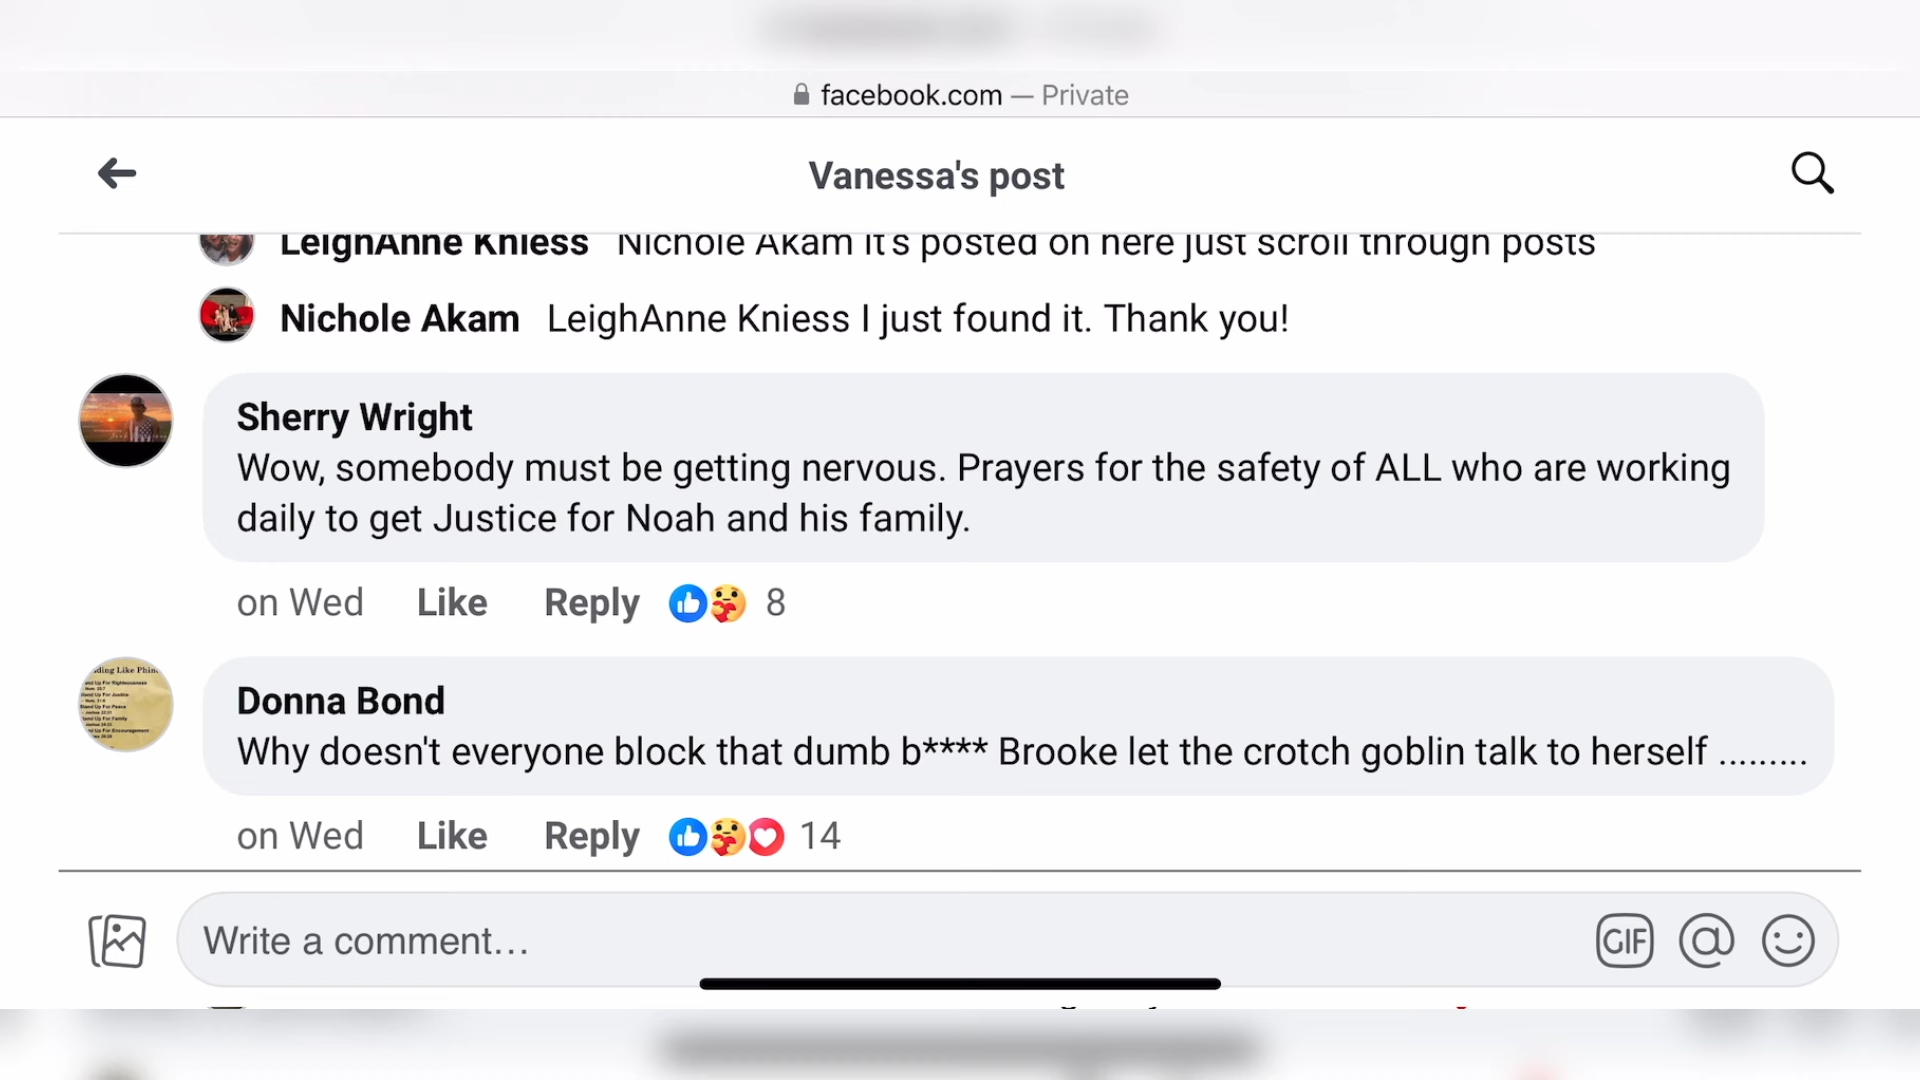 facebook.com — Private
Vanessa's post
LeighAnne Kniess Nichole Akam it's posted on here just scroll through posts
Nichole Akam LeighAnne Kniess I just found it. Thank you!
Sherry Wright
Wow, somebody must be getting nervous. Prayers for the safety of ALL who are working
daily to get Justice for Noah and his family.
on Wed Like Reply 8
ding Like Phin
Donna Bond
Why doesn't everyone block that dumb b**** Brooke let the crotch goblin talk to herself .........
on Wed Like Reply 14
Write a comment...
GIF @